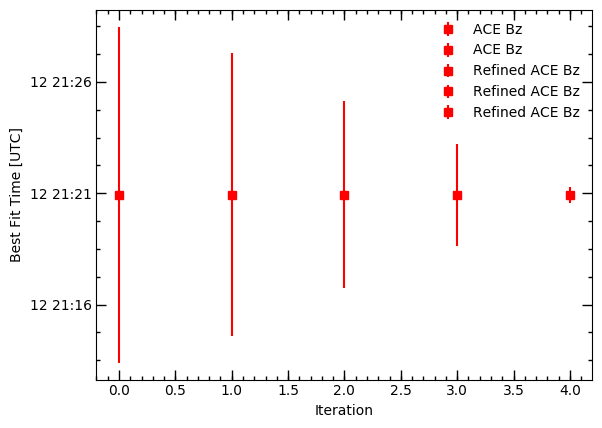 ACE Bz
ACE Bz
Refined ACE Bz
Refined ACE Bz
Refined ACE Bz
Best Fit Time [UTC]
12 21:26
12 21:21
12 21:16
0.0 0.5 1.0 1.5 2.0 2.5 3.0 3.5 4.0
Iteration